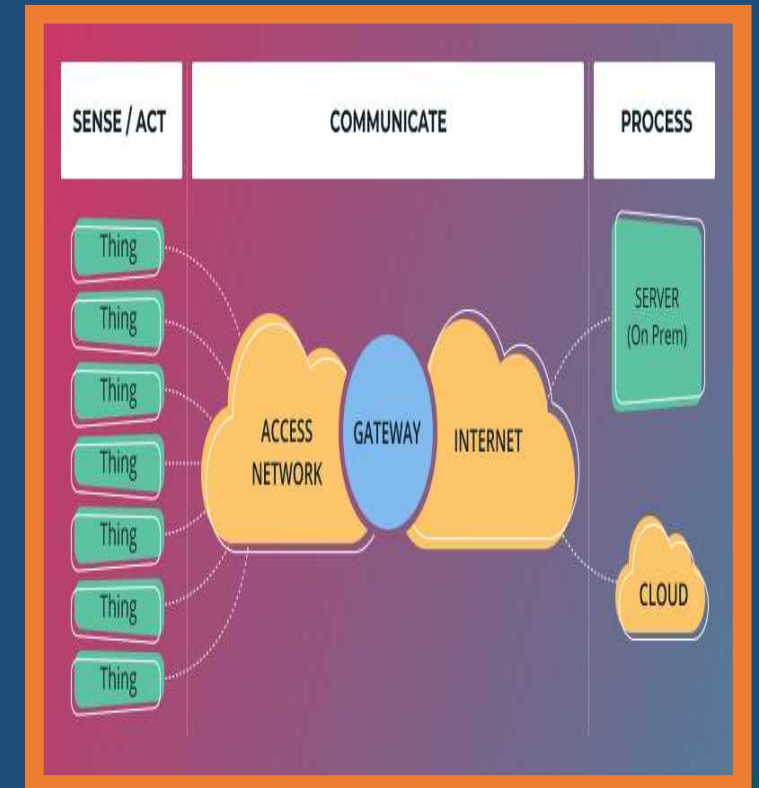 SENSE / ACT
COMMUNICATE
PROCESS
Thing
Thing
Thing
Thing
Thing
Thing
Thing
ACCESS
NETWORK
GATEWAY
INTERNET
SERVER
(On Prem)
CLOUD